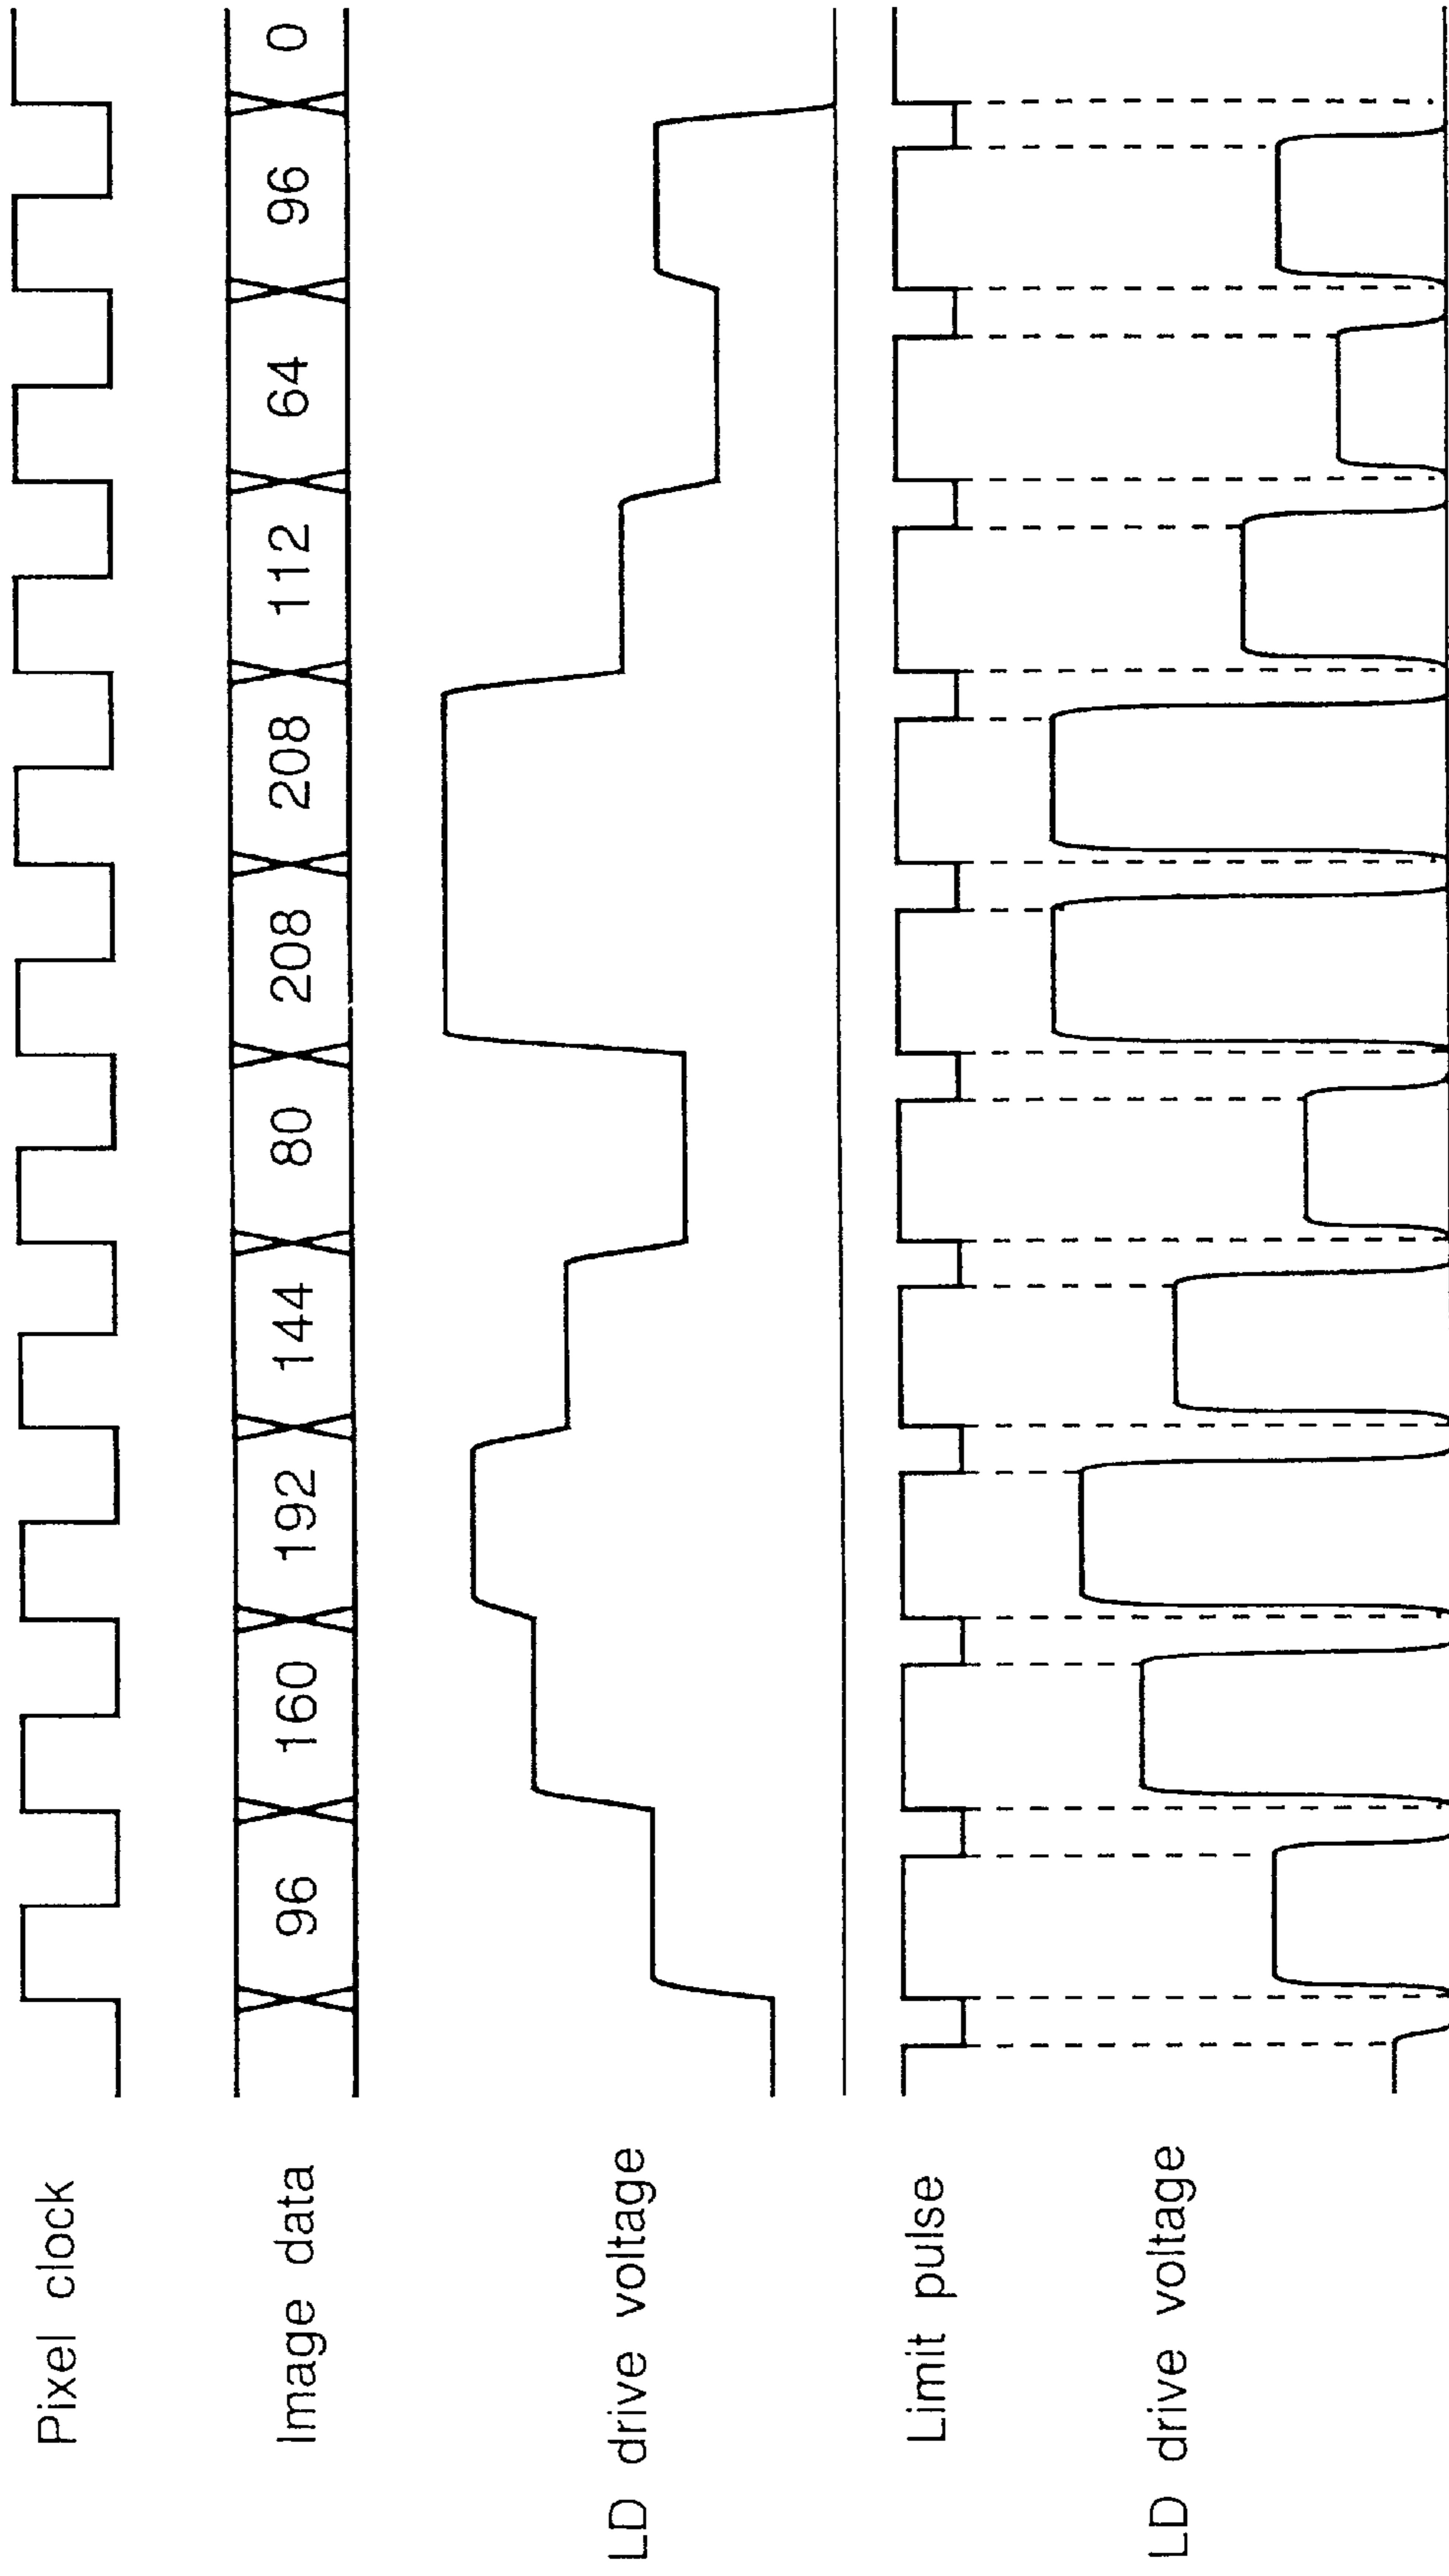 Pixel clock
Image data
96 160 192 144 80 208 208 112 64 96 0
LD drive voltage
Limit pulse
LD drive voltage